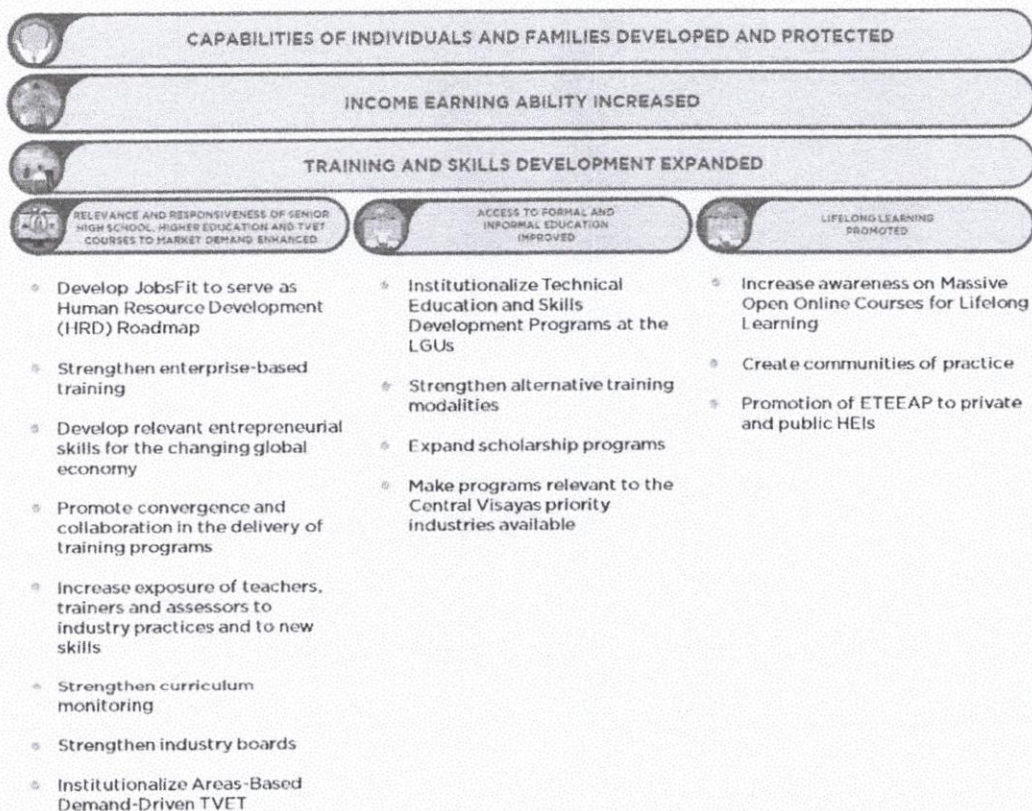 CAPABILITIES OF INDIVIDUALS AND FAMILIES DEVELOPED AND PROTECTED
INCOME EARNING ABILITY INCREASED
TRAINING AND SKILLS DEVELOPMENT EXPANDED
RELEVANCE AND RESPONSIVENESS OF SENIOR
HIGH SCHOOL, HIGHER EDUCATION AND TVET
COURSES TO MARKET DEMAND ENHANCED
Develop JobsFit to serve as
Human Resource Development
(HRD) Roadmap
Strengthen enterprise-based
training
Develop relevant entrepreneurial
skills for the changing global
economy
Promote convergence and
collaboration in the delivery of
training programs
Increase exposure of teachers,
trainers and assessors to
industry practices and to new
skills
Strengthen curriculum
monitoring
Strengthen industry boards
Institutionalize Areas-Based
Demand-Driven TVET
ACCESS TO FORMAL AND
INFORMAL EDUCATION
IMPROVED
Institutionalize Technical
Education and Skills
Development Programs at the
LGUs
Strengthen alternative training
modalities
Expand scholarship programs
Make programs relevant to the
Central Visayas priority
industries available
LIFELONG LEARNING
PROMOTED
Increase awareness on Massive
Open Online Courses for Lifelong
Learning
Create communities of practice
Promotion of ETEEAP to private
and public HEIs